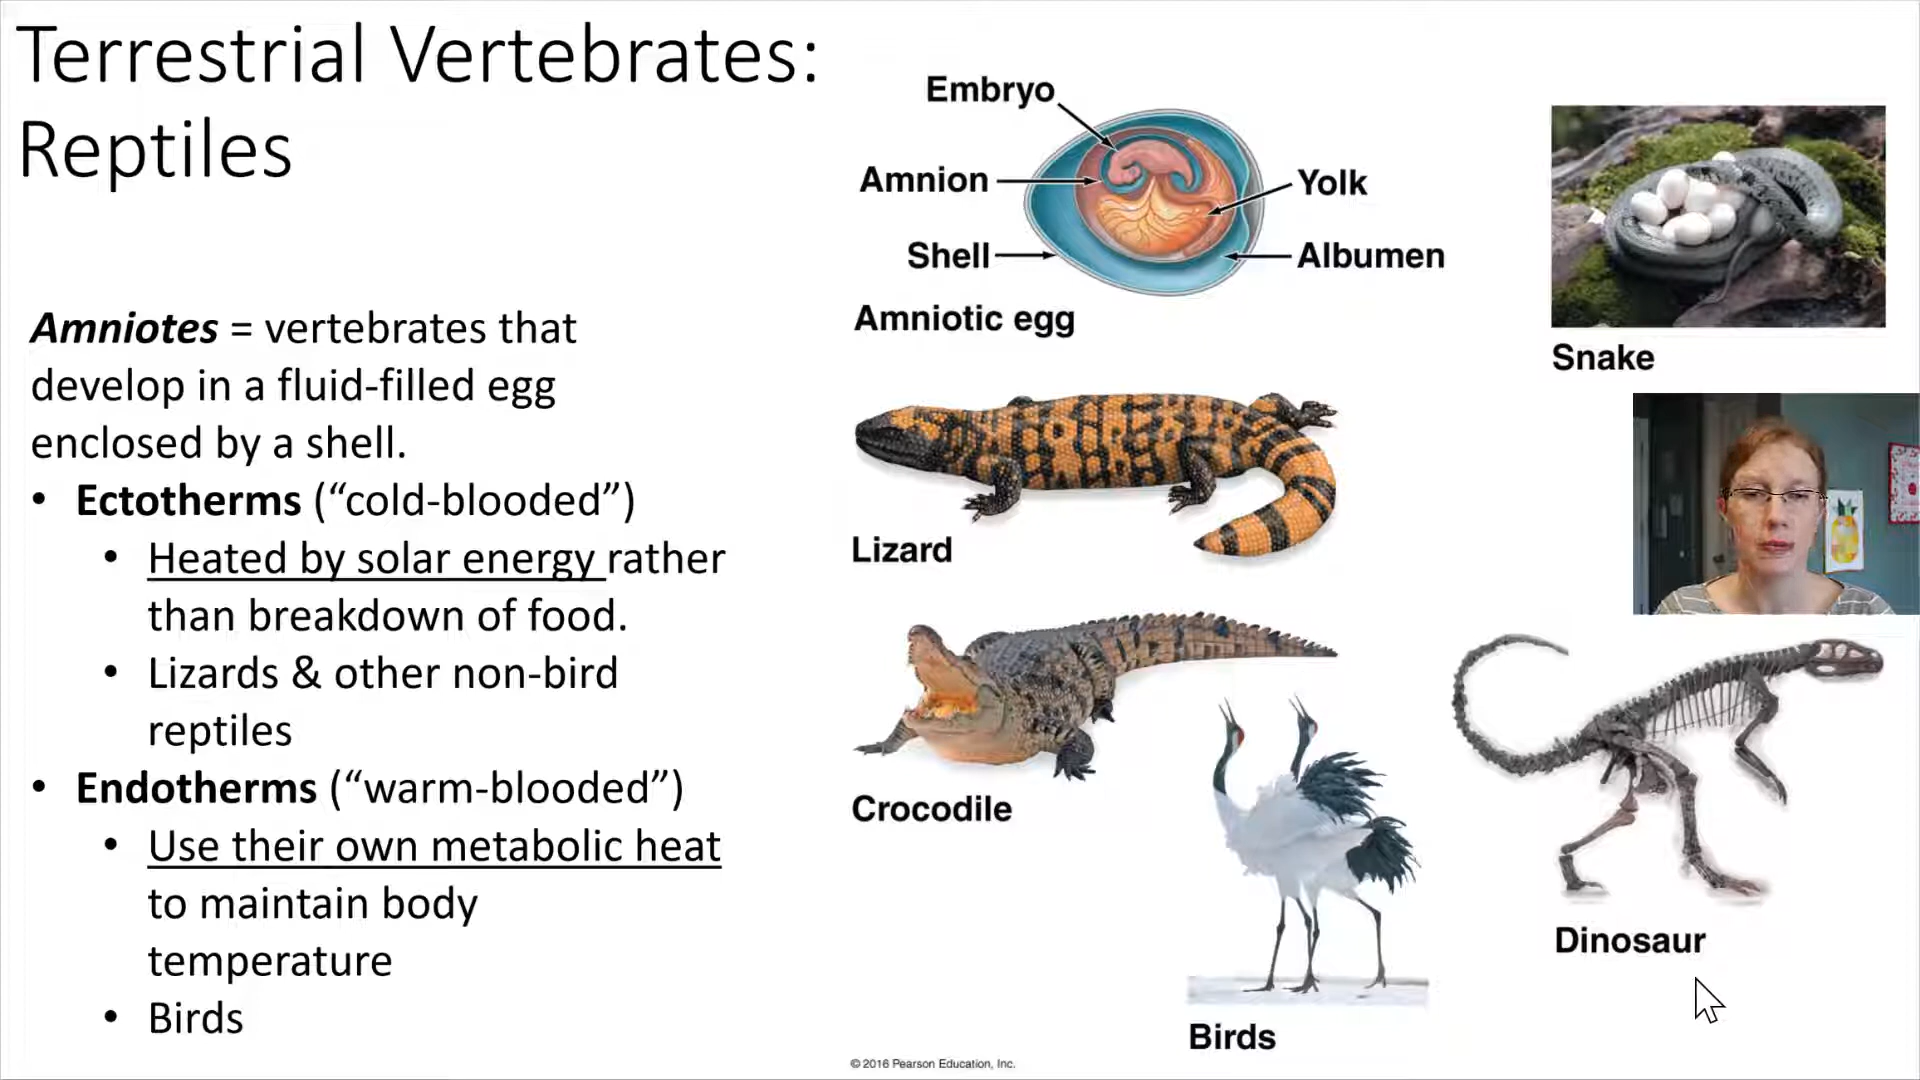 Terrestrial Vertebrates:
Reptiles
Amniotes = vertebrates that
develop in a fluid-filled egg
enclosed by a shell.
• Ectotherms (“cold-blooded”)
• Heated by solar energy rather
than breakdown of food.
• Lizards & other non-bird
reptiles
• Endotherms (“warm-blooded”)
• Use their own metabolic heat
to maintain body
temperature
• Birds
Embryo
Amnion
Yolk
Shell
Albumen
Amniotic egg
Snake
Lizard
Crocodile
Dinosaur
Birds
© 2016 Pearson Education, Inc.